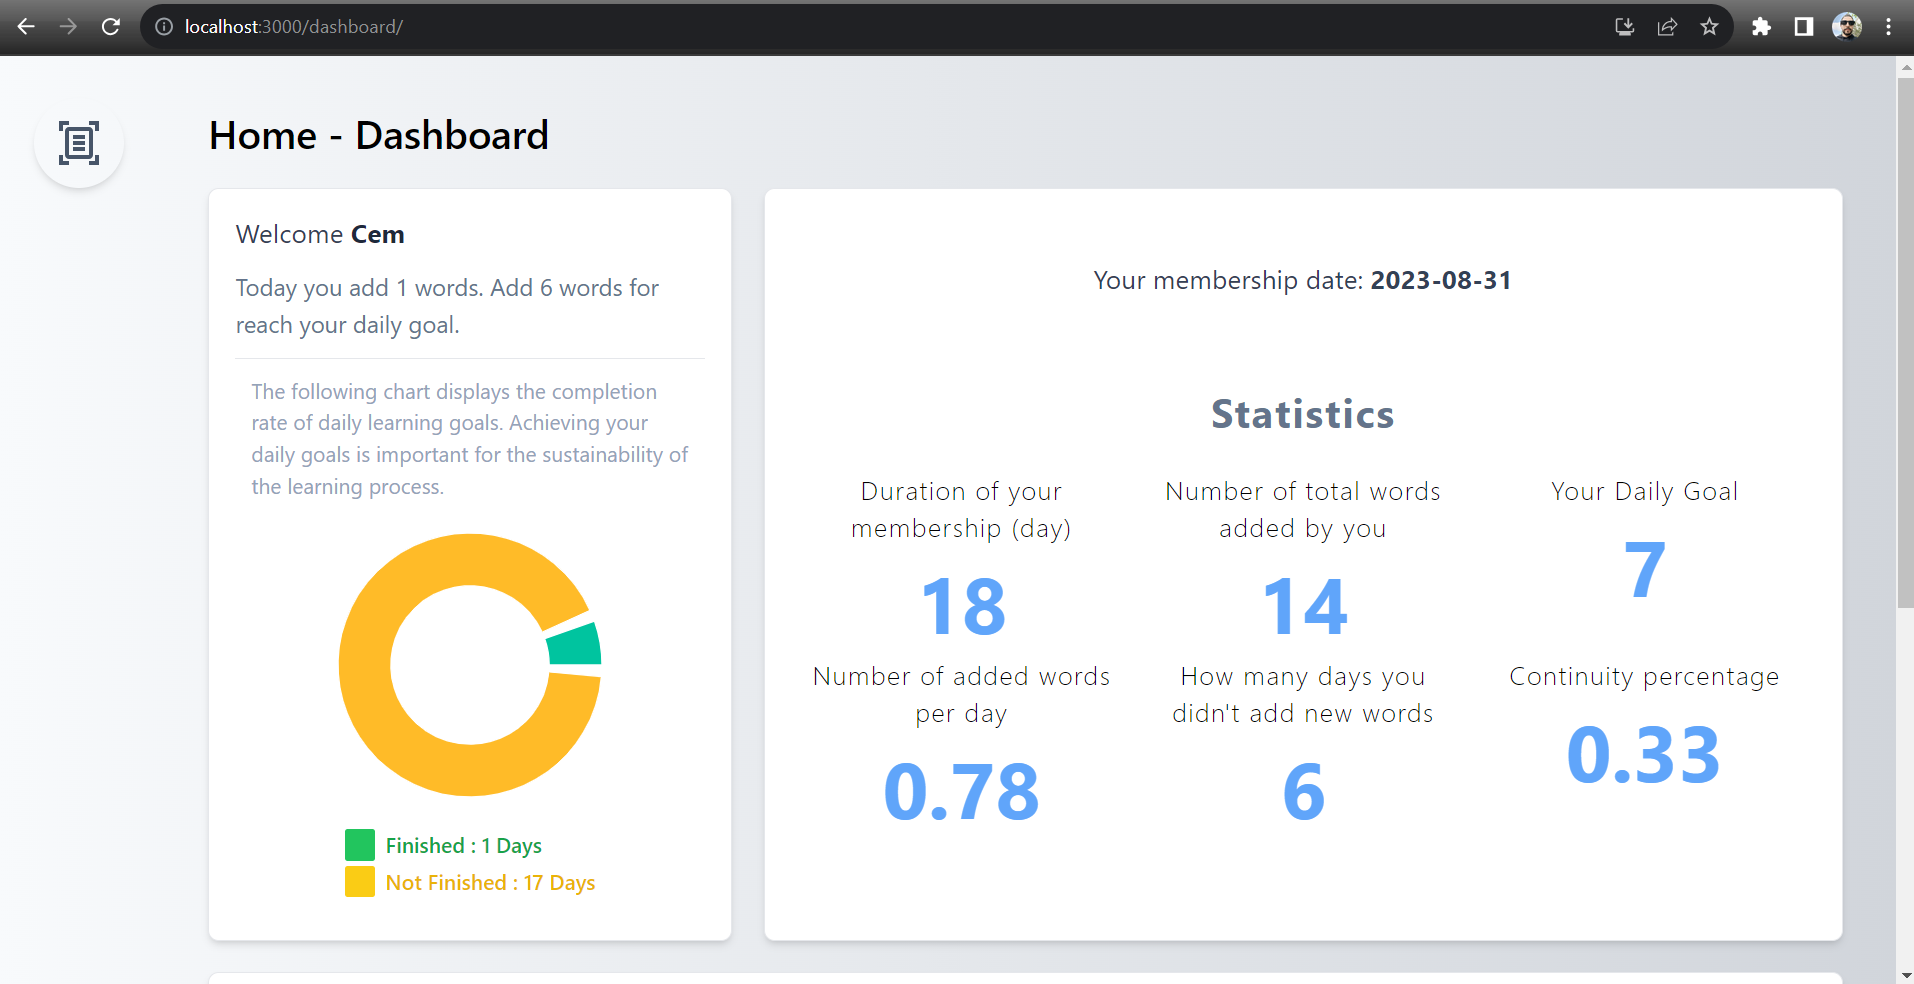 localhost:3000/dashboard/
Home - Dashboard
Welcome Cem
Today you add 1 words. Add 6 words for
reach your daily goal.
The following chart displays the completion
rate of daily learning goals. Achieving your
daily goals is important for the sustainability of
the learning process.
Finished : 1 Days
Not Finished : 17 Days
Your membership date: 2023-08-31
Statistics
Duration of your
membership (day)
18
Number of total words
added by you
14
Your Daily Goal
7
Number of added words
per day
0.78
How many days you
didn't add new words
6
Continuity percentage
0.33